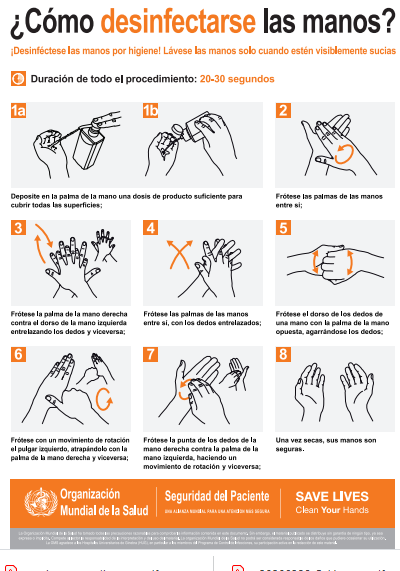 ¿Cómo desinfectarse las manos?
¡Desinféctese las manos por higiene! Lávese las manos solo cuando estén visiblemente sucias
Duración de todo el procedimiento: 20-30 segundos
1a
1b
2
Deposite en la palma de la mano una dosis de producto suficiente para
cubrir todas las superficies;
Frótese las palmas de las manos
entre sí;
3
4
5
Frótese la palma de la mano derecha
contra el dorso de la mano izquierda
entrelazando los dedos y viceversa;
Frótese las palmas de las manos
entre sí, con los dedos entrelazados;
Frótese el dorso de los dedos de
una mano con la palma de la mano
opuesta, agarrándose los dedos;
6
7
8
Frótese con un movimiento de rotación
el pulgar izquierdo, atrapándolo con la
palma de la mano derecha y viceversa;
Frótese la punta de los dedos de la
mano derecha contra la palma de la
mano izquierda, haciendo un
movimiento de rotación y viceversa;
Una vez secas, sus manos son
seguras.
Organización
Mundial de la Salud
Seguridad del Paciente
UNA ALIANZA MUNDIAL PARA UNA ATENCIÓN MÁS SEGURA
SAVE LIVES
Clean Your Hands